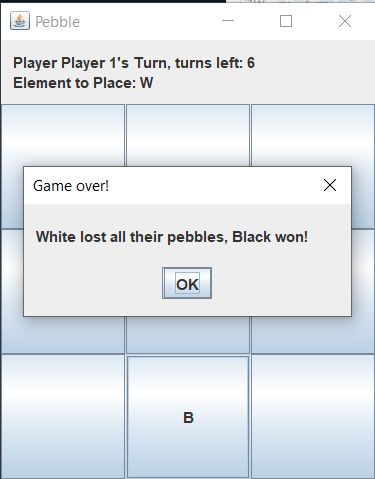 Pebble
Player Player 1's Turn, turns left: 6
Element to Place: W
Game over!
White lost all their pebbles, Black won!
OK
B